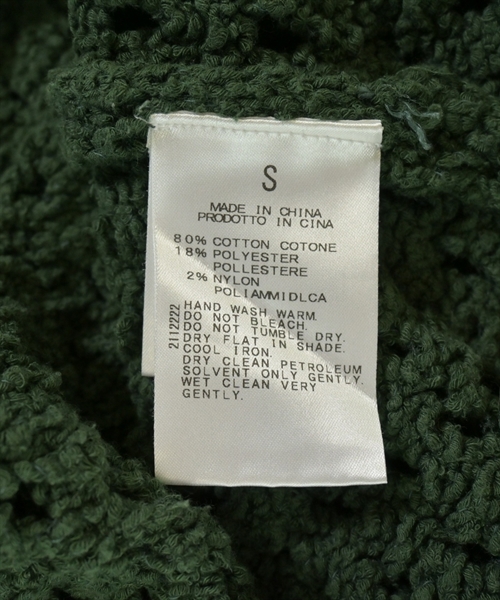 S
MADE IN CHINA
PRODOTTO IN CINA
80% COTTON COTONE
18% POLYESTER
POLLESTERE
2% NYLON
POLIAMMIDLCA
HAND WASH WARM.
DO NOT BLEACH.
DO NOT TUMBLE DRY.
DRY FLAT IN SHADE.
COOL IRON.
DRY CLEAN PETROLEUM
SOLVENT ONLY GENTLY.
WET CLEAN VERY
GENTLY.
2112222